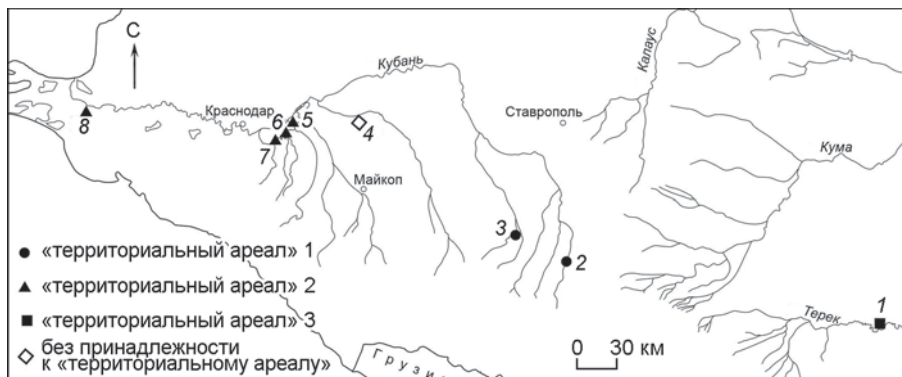 С
Кубань
Калаус
Краснодар
Ставрополь
8
6
5
4
7
Кума
Майкоп
3
2
1
Терек
Грузи
«территориальный ареал» 1
«территориальный ареал» 2
«территориальный ареал» 3
без принадлежности
к «территориальному ареалу»
0 30 км